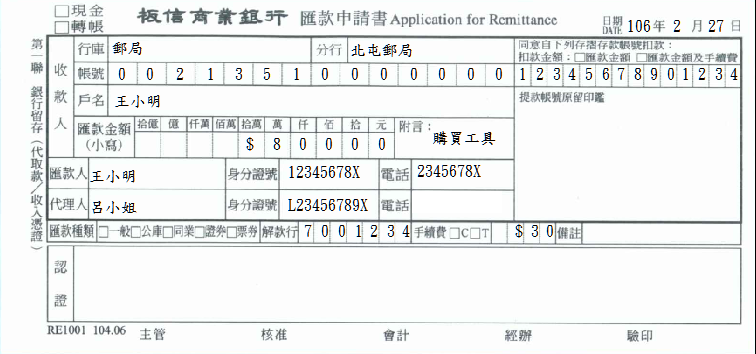 □現金
□轉帳
板信商業銀行 匯款申請書 Application for Remittance
日期 DATE 106年 2 月 27 日
第一聯 銀行留存(代取款/收入憑證)
收款人
行庫 郵局 分行 北屯郵局
同意自下列存摺存款帳號扣款:
扣款金額:□匯款金額 □匯款金額及手續費
帳號 0 0 2 1 3 5 1 0 0 0 0 0 0 0
1 2 3 4 5 6 7 8 9 0 1 2 3 4
戶名 王小明
提款帳號原留印鑑
匯款金額(小寫) 拾億 億 仟萬 佰萬 拾萬 萬 仟 佰 拾 元
$ 8 0 0 0 0
附言: 購買工具
匯款人 王小明 身分證號 12345678X 電話 2345678X
代理人 呂小姐 身分證號 L23456789X 電話
匯款種類 □一般□公庫□同業□證券□票券 解款行 7 0 0 1 2 3 4 手續費 □C□T $ 3 0 備註
認證
RE1001 104.06 主管 核准 會計 經辦 驗印